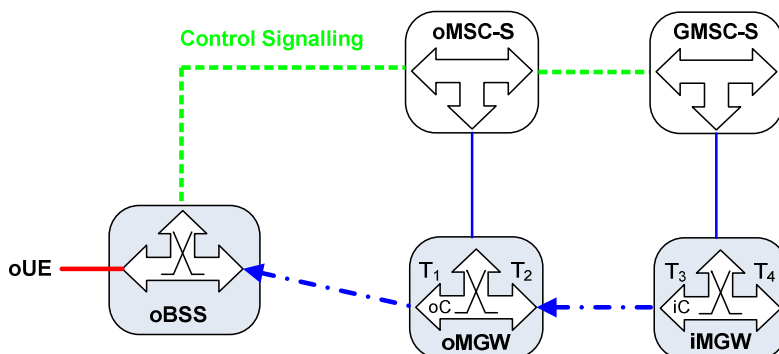 Control Signalling
oMSC-S
GMSC-S
oUE
oBSS
T1
T2
oC
oMGW
T3
T4
iC
iMGW